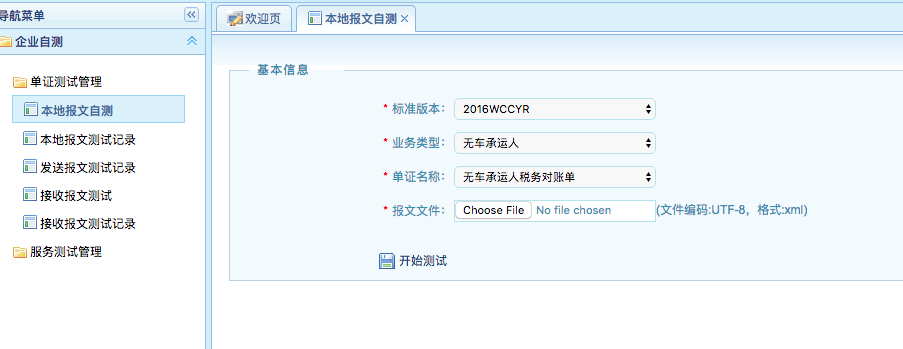 导航菜单
企业自测
单证测试管理
本地报文自测
本地报文测试记录
发送报文测试记录
接收报文测试
接收报文测试记录
服务测试管理
欢迎页
本地报文自测
基本信息
* 标准版本： 2016WCCYR
* 业务类型： 无车承运人
* 单证名称： 无车承运人税务对账单
* 报文文件： Choose File No file chosen (文件编码:UTF-8，格式:xml)
开始测试